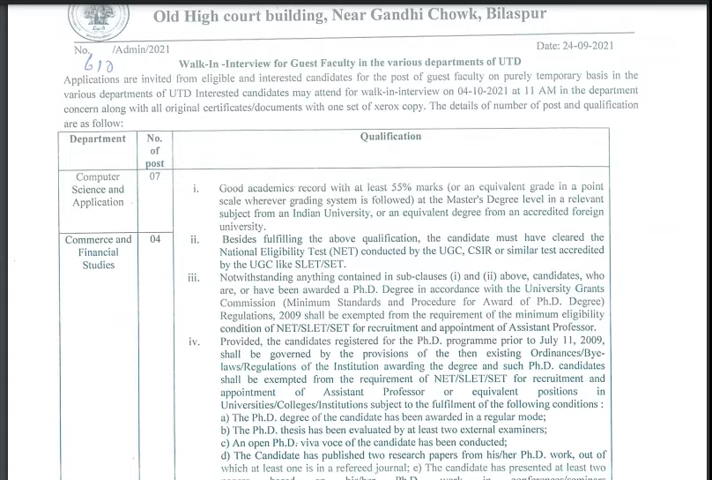 Old High court building, Near Gandhi Chowk, Bilaspur
No. /Admin/2021 Date: 24-09-2021
610
Walk-In -Interview for Guest Faculty in the various departments of UTD
Applications are invited from eligible and interested candidates for the post of guest faculty on purely temporary basis in the
various departments of UTD Interested candidates may attend for walk-in-interview on 04-10-2021 at 11 AM in the department
concern along with all original certificates/documents with one set of xerox copy. The details of number of post and qualification
are as follow:
Department No. of post Qualification
Computer Science and Application 07
i. Good academics record with at least 55% marks (or an equivalent grade in a point
scale wherever grading system is followed) at the Master's Degree level in a relevant
subject from an Indian University, or an equivalent degree from an accredited foreign
university.
Commerce and Financial Studies 04
ii. Besides fulfilling the above qualification, the candidate must have cleared the
National Eligibility Test (NET) conducted by the UGC, CSIR or similar test accredited
by the UGC like SLET/SET.
iii. Notwithstanding anything contained in sub-clauses (i) and (ii) above, candidates, who
are, or have been awarded a Ph.D. Degree in accordance with the University Grants
Commission (Minimum Standards and Procedure for Award of Ph.D. Degree)
Regulations, 2009 shall be exempted from the requirement of the minimum eligibility
condition of NET/SLET/SET for recruitment and appointment of Assistant Professor.
iv. Provided, the candidates registered for the Ph.D. programme prior to July 11, 2009,
shall be governed by the provisions of the then existing Ordinances/Bye-
laws/Regulations of the Institution awarding the degree and such Ph.D. candidates
shall be exempted from the requirement of NET/SLET/SET for recruitment and
appointment of Assistant Professor or equivalent positions in
Universities/Colleges/Institutions subject to the fulfilment of the following conditions :
a) The Ph.D. degree of the candidate has been awarded in a regular mode;
b) The Ph.D. thesis has been evaluated by at least two external examiners;
c) An open Ph.D. viva voce of the candidate has been conducted;
d) The Candidate has published two research papers from his/her Ph.D. work, out of
which at least one is in a refereed journal; e) The candidate has presented at least two